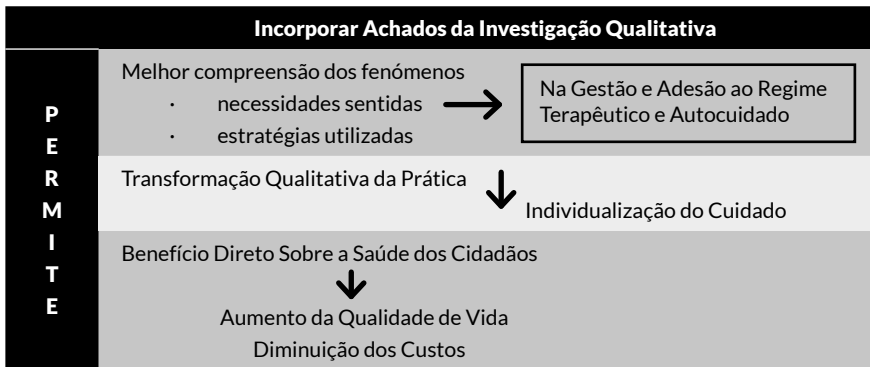 Incorporar Achados da Investigação Qualitativa
PERMITE
Melhor compreensão dos fenómenos
· necessidades sentidas
· estratégias utilizadas
Na Gestão e Adesão ao Regime
Terapêutico e Autocuidado
Transformação Qualitativa da Prática
Individualização do Cuidado
Benefício Direto Sobre a Saúde dos Cidadãos
Aumento da Qualidade de Vida
Diminuição dos Custos